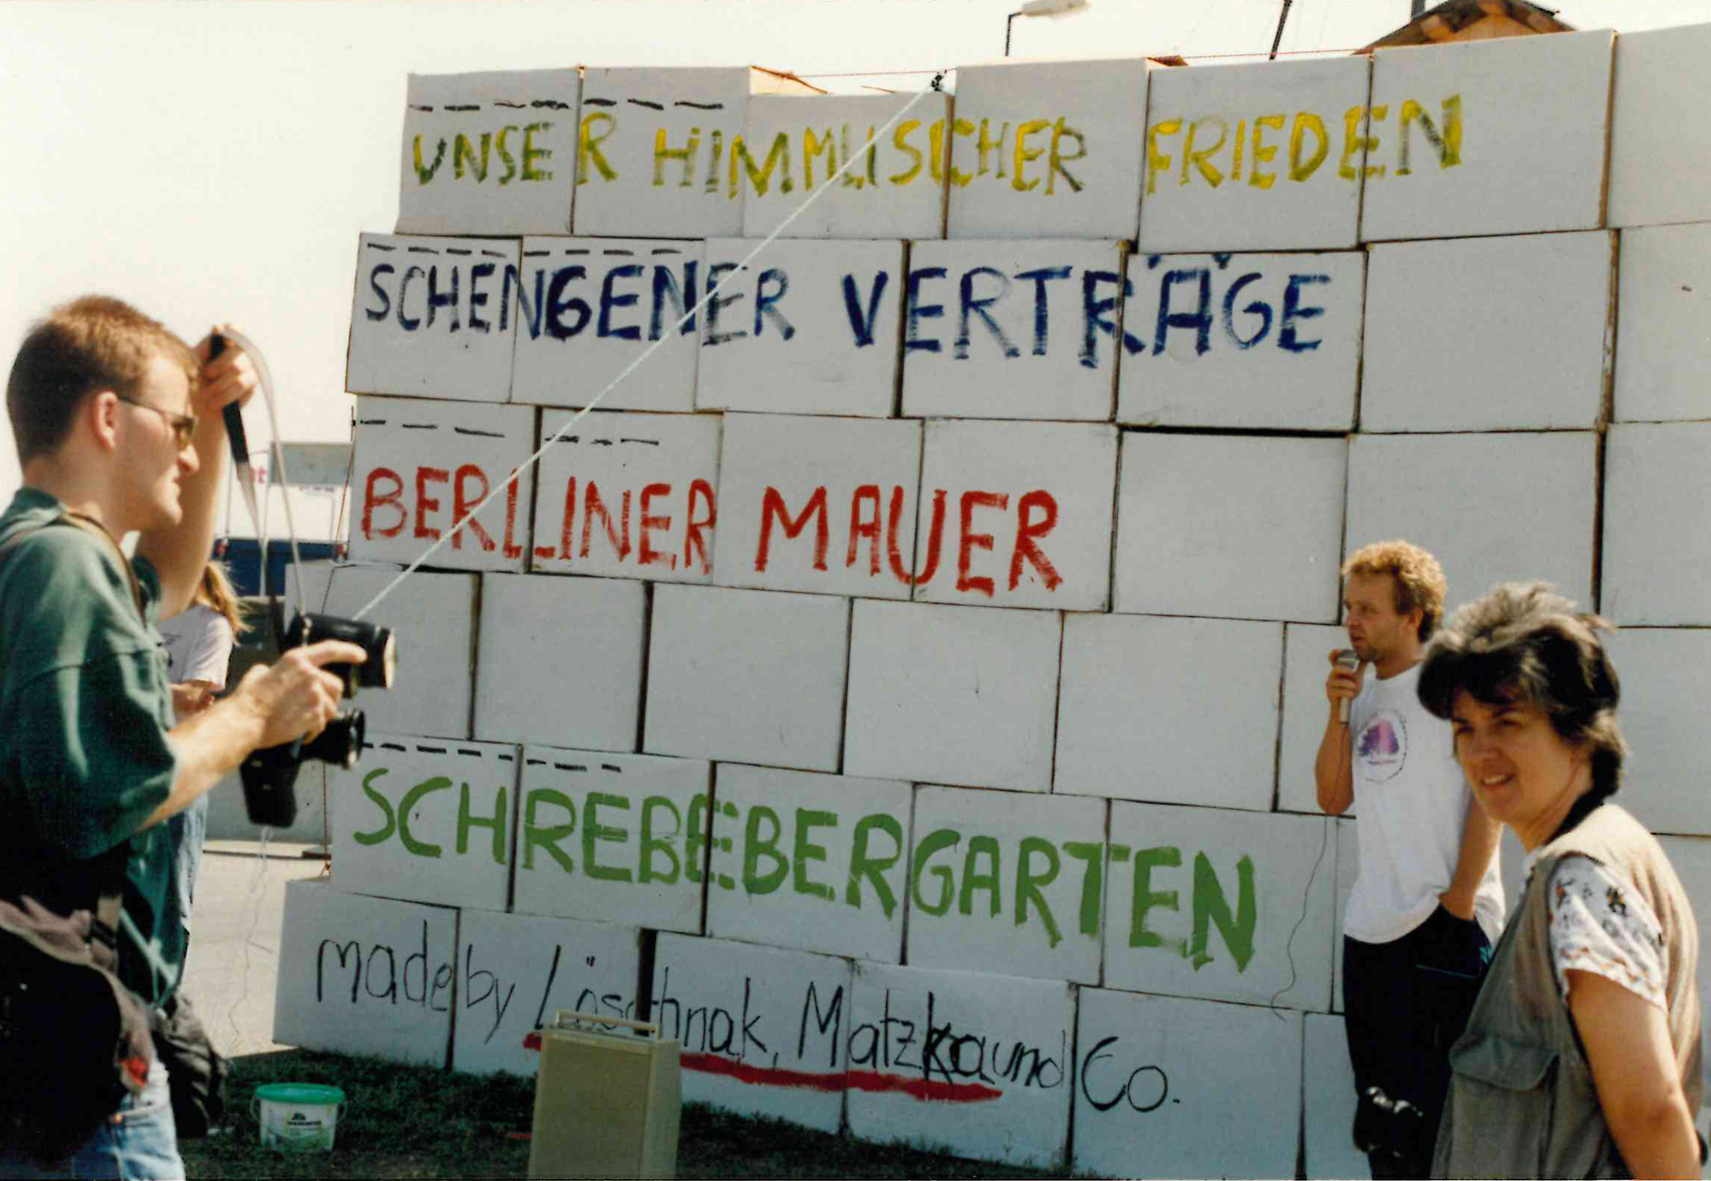 UNSER HIMMLISCHER FRIEDEN
SCHENGENER VERTRÄGE
BERLINER MAUER
SCHREBEBERGARTEN
made by Löschnak, Matzka und Co.